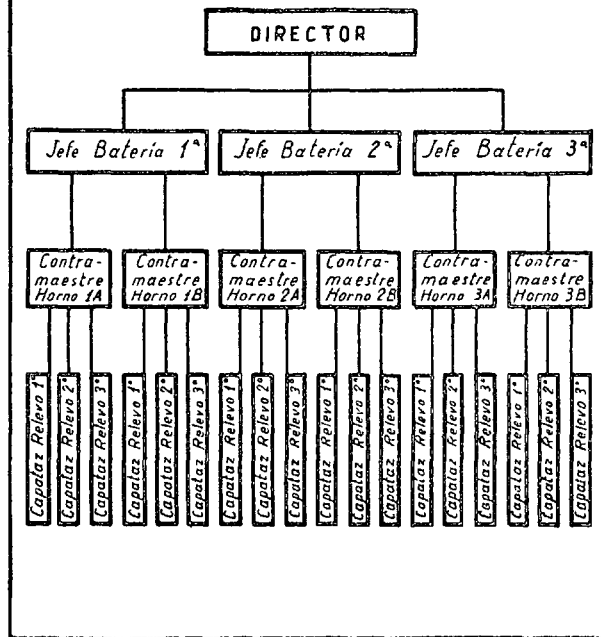 DIRECTOR
Jefe Batería 1ª
Jefe Batería 2ª
Jefe Batería 3ª
Contra-
maestre
Horno 1A
Contra-
maestre
Horno 1B
Contra-
maestre
Horno 2A
Contra-
maestre
Horno 2B
Contra-
maestre
Horno 3A
Contra-
maestre
Horno 3B
Capataz Relevo 1º
Capataz Relevo 2º
Capataz Relevo 3º
Capataz Relevo 1º
Capataz Relevo 2º
Capataz Relevo 3º
Capataz Relevo 1º
Capataz Relevo 2º
Capataz Relevo 3º
Capataz Relevo 1º
Capataz Relevo 2º
Capataz Relevo 3º
Capataz Relevo 1º
Capataz Relevo 2º
Capataz Relevo 3º
Capataz Relevo 1º
Capataz Relevo 2º
Capataz Relevo 3º